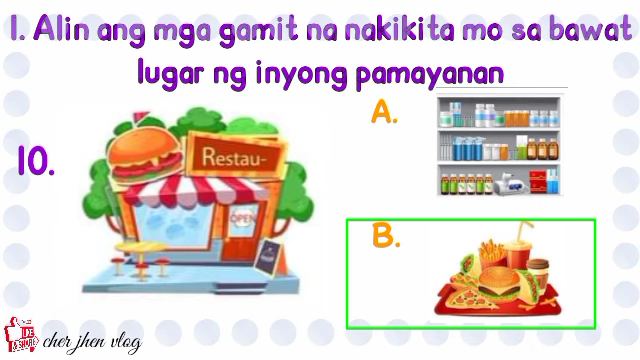 I. Alin ang mga gamit na nakikita mo sa bawat
lugar ng inyong pamayanan
10.
Restau-
OPEN
A.
B.
cher jhen vlog